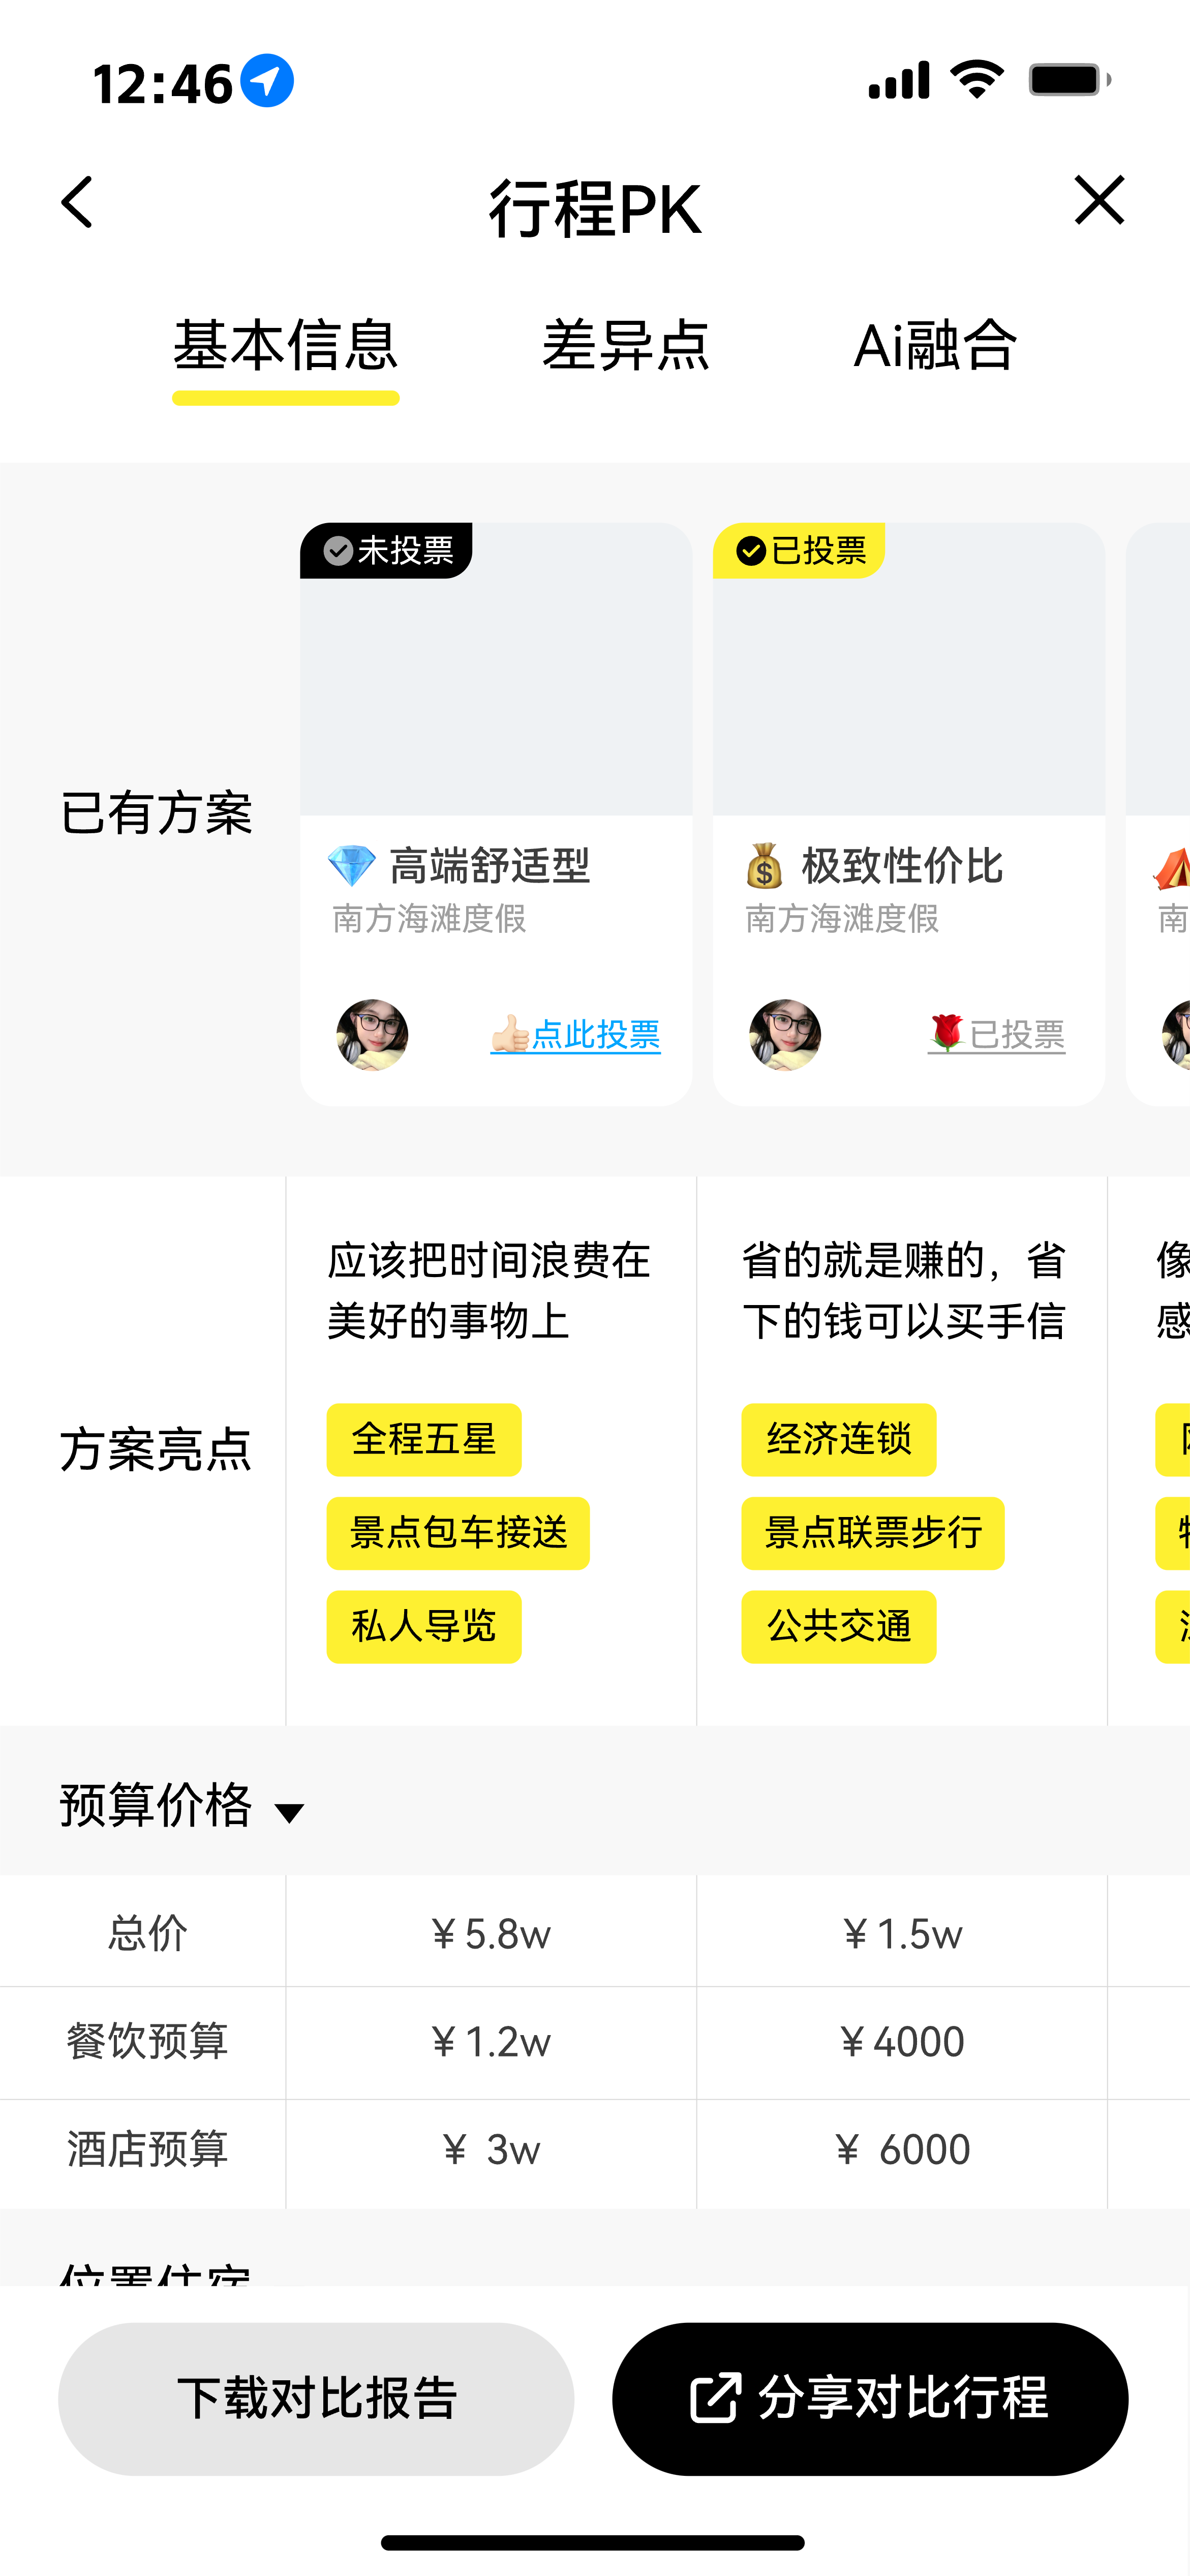 12:46
行程PK
基本信息 差异点 Ai融合
未投票 已投票
已有方案
高端舒适型 极致性价比
南方海滩度假 南方海滩度假 南
点此投票 已投票
应该把时间浪费在 省的就是赚的，省 像
美好的事物上 下的钱可以买手信 感
方案亮点
全程五星 经济连锁
景点包车接送 景点联票步行
私人导览 公共交通
预算价格
总价 ¥5.8w ¥1.5w
餐饮预算 ¥1.2w ¥4000
酒店预算 ¥ 3w ¥ 6000
位置住宿
下载对比报告 分享对比行程